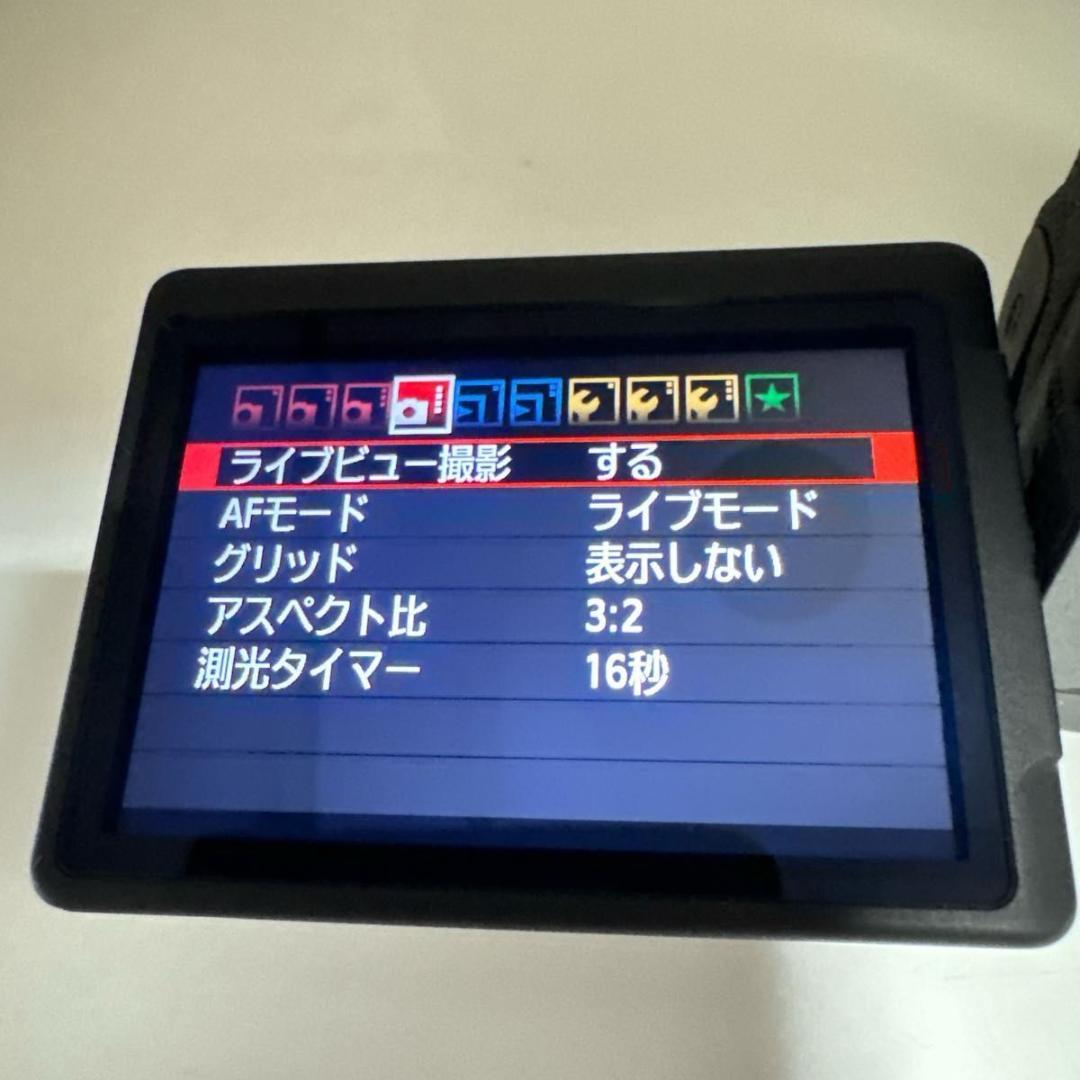 ライブビュー撮影 する
AFモード ライブモード
グリッド 表示しない
アスペクト比 3:2
測光タイマー 16秒